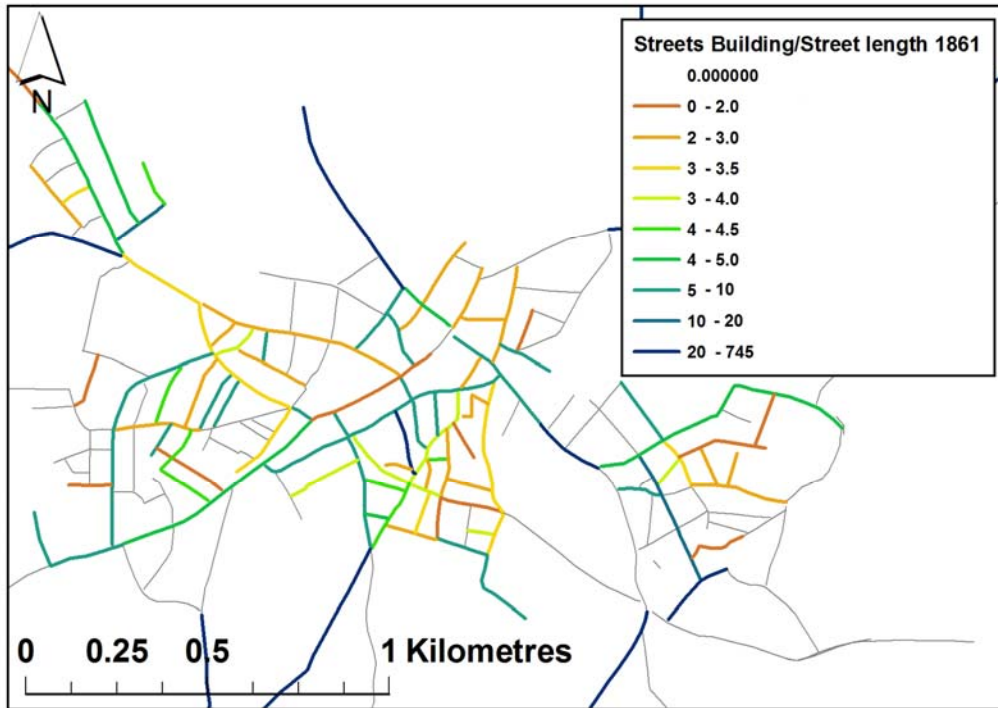 Streets Building/Street length 1861
0.000000
0 - 2.0
2 - 3.0
3 - 3.5
3 - 4.0
4 - 4.5
4 - 5.0
5 - 10
10 - 20
20 - 745
N
0 0.25 0.5 1 Kilometres